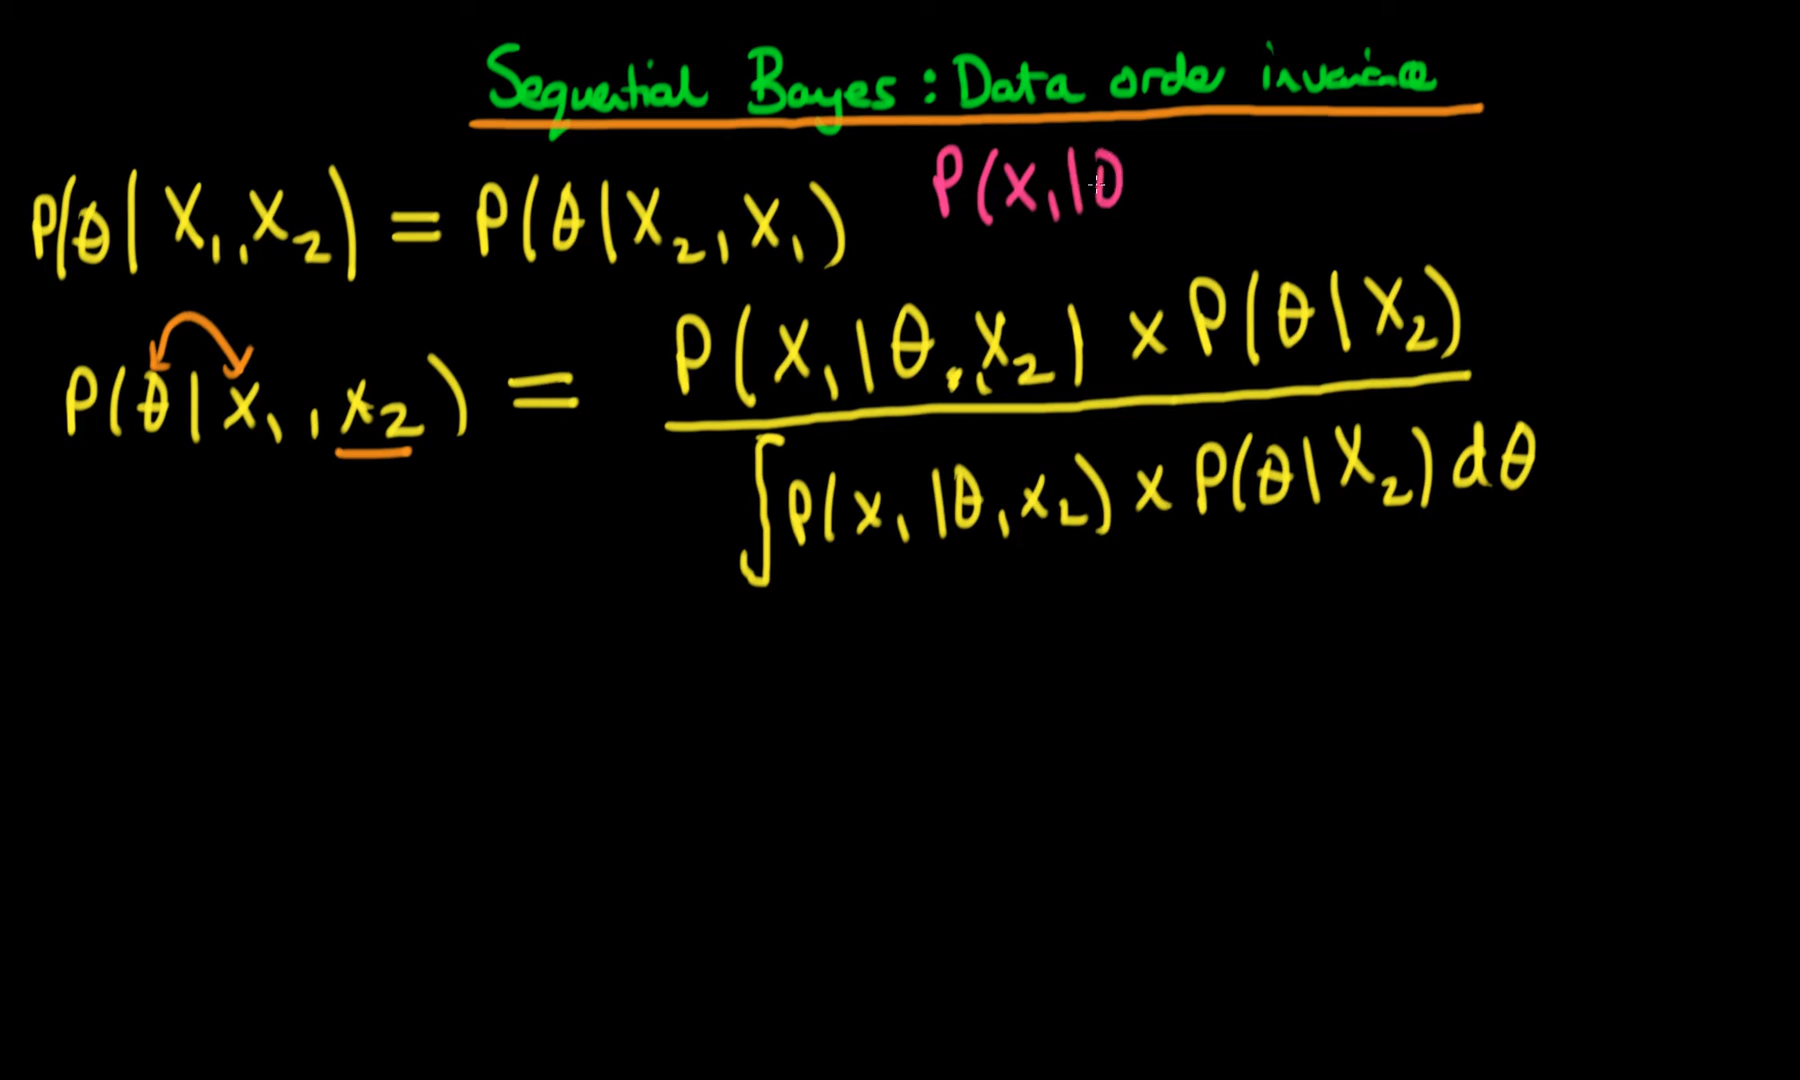 Sequential Bayes : Data order invariance
P(x₁|θ
P(θ|X₁,X₂) = P(θ|X₂,X₁)
P(θ|x₁,x₂) = P(X₁|θ,X₂) x P(θ|X₂)
∫P(x₁|θ,x₂) x P(θ|X₂) dθ